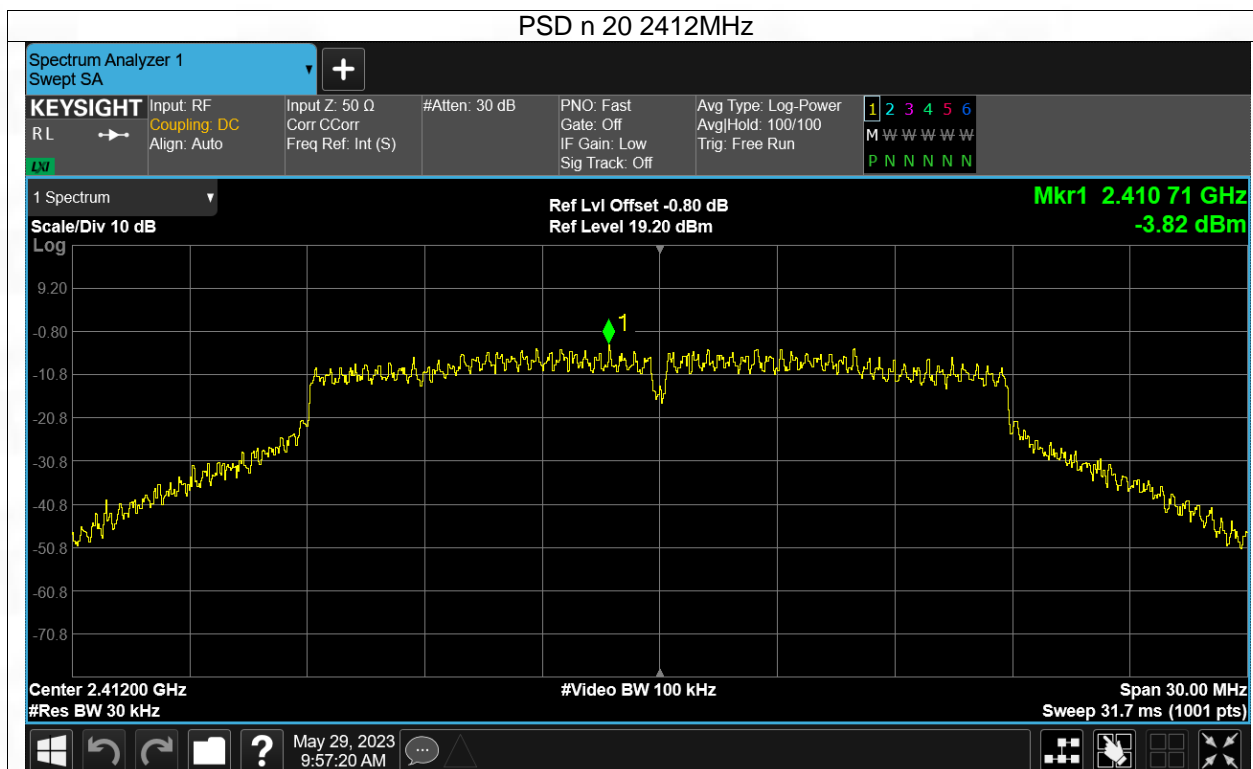 PSD n 20 2412MHz
Spectrum Analyzer 1
Swept SA
KEYSIGHT
R L
LXI
Input: RF
Coupling: DC
Align: Auto
Input Z: 50 Ω
Corr CCorr
Freq Ref: Int (S)
#Atten: 30 dB
PNO: Fast
Gate: Off
IF Gain: Low
Sig Track: Off
Avg Type: Log-Power
Avg|Hold: 100/100
Trig: Free Run
1 2 3 4 5 6
M W W W W W
P N N N N N
1 Spectrum
Scale/Div 10 dB
Ref Lvl Offset -0.80 dB
Ref Level 19.20 dBm
Mkr1 2.410 71 GHz
-3.82 dBm
Log
9.20
-0.80
-10.8
-20.8
-30.8
-40.8
-50.8
-60.8
-70.8
1
Center 2.41200 GHz
#Res BW 30 kHz
#Video BW 100 kHz
Span 30.00 MHz
Sweep 31.7 ms (1001 pts)
?
May 29, 2023
9:57:20 AM